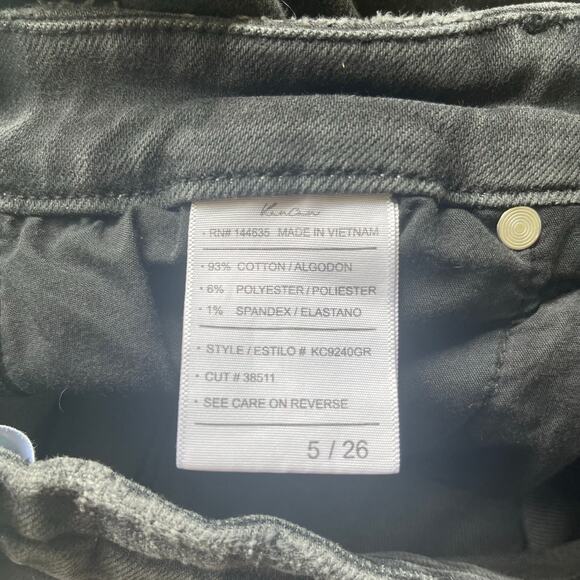 KanCan
• RN# 144635 MADE IN VIETNAM
• 93% COTTON / ALGODON
• 6% POLYESTER / POLIESTER
• 1% SPANDEX / ELASTANO
• STYLE / ESTILO # KC9240GR
• CUT # 38511
• SEE CARE ON REVERSE
5 / 26